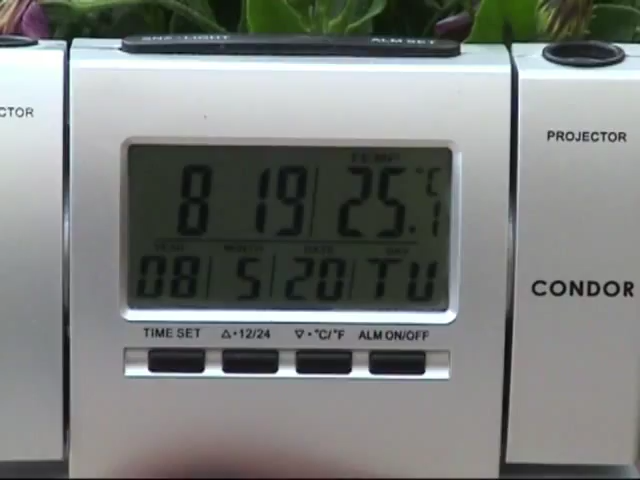 SNZ • LIGHT ALM SET
CTOR
PROJECTOR
TEMP
8 19 25.1 °C
YEAR MONTH DATE DAY
08 5 20 TU
CONDOR
TIME SET △•12/24 ▽•°C/°F ALM ON/OFF